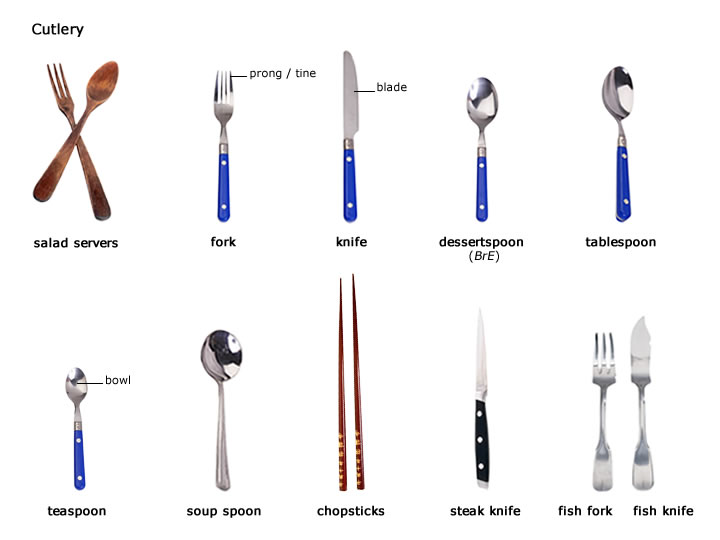 Cutlery
prong / tine
blade
salad servers
fork
knife
dessertspoon
(BrE)
tablespoon
bowl
teaspoon
soup spoon
chopsticks
steak knife
fish fork
fish knife